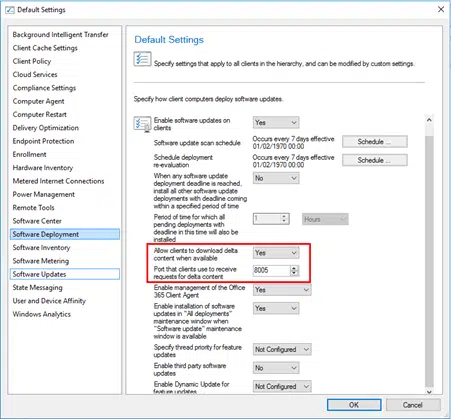 Default Settings
Background Intelligent Transfer
Client Cache Settings
Client Policy
Cloud Services
Compliance Settings
Computer Agent
Computer Restart
Delivery Optimization
Endpoint Protection
Enrollment
Hardware Inventory
Metered Internet Connections
Power Management
Remote Tools
Software Center
Software Deployment
Software Inventory
Software Metering
Software Updates
State Messaging
User and Device Affinity
Windows Analytics
Default Settings
Specify settings that apply to all clients in the hierarchy, and can be modified by custom settings.
Specify how client computers deploy software updates.
Enable software updates on
clients
Yes
Software update scan schedule
Occurs every 7 days effective
01/02/1970 00:00
Schedule ...
Schedule deployment
re-evaluation
Occurs every 7 days effective
01/02/1970 00:00
Schedule ...
When any software update
deployment deadline is reached,
install all other software update
deployments with deadline coming
within a specified period of time
No
Period of time for which all
pending deployments with
deadline in this time will also be
installed
1
Hours
Allow clients to download delta
content when available
Yes
Port that clients use to receive
requests for delta content
8005
Enable management of the Office
365 Client Agent
Yes
Enable installation of software
updates in "All deployments"
maintenance window when
"Software update" maintenance
window is available
Yes
Specify thread priority for feature
updates
Not Configured
Enable third party software
updates
No
Enable Dynamic Update for
feature updates
Not Configured
OK
Cancel